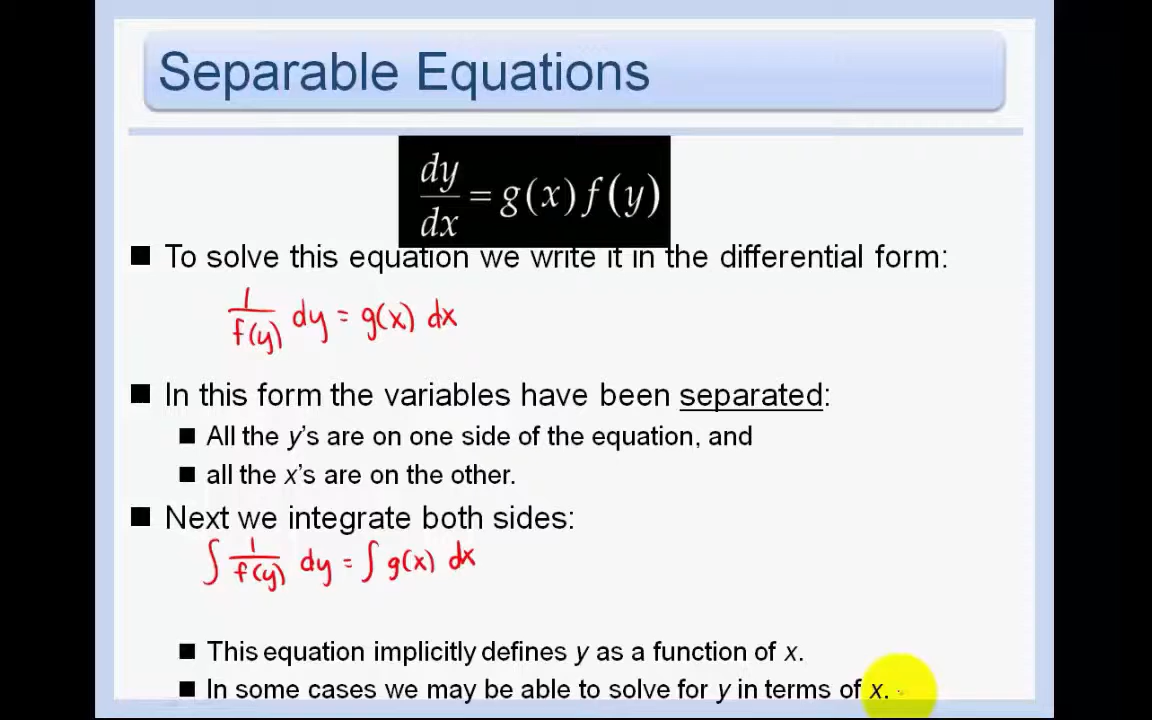 Separable Equations
dy/dx = g(x) f(y)
■ To solve this equation we write it in the differential form:
1/f(y) dy = g(x) dx
■ In this form the variables have been separated:
■ All the y's are on one side of the equation, and
■ all the x's are on the other.
■ Next we integrate both sides:
∫ 1/f(y) dy = ∫ g(x) dx
■ This equation implicitly defines y as a function of x.
■ In some cases we may be able to solve for y in terms of x.